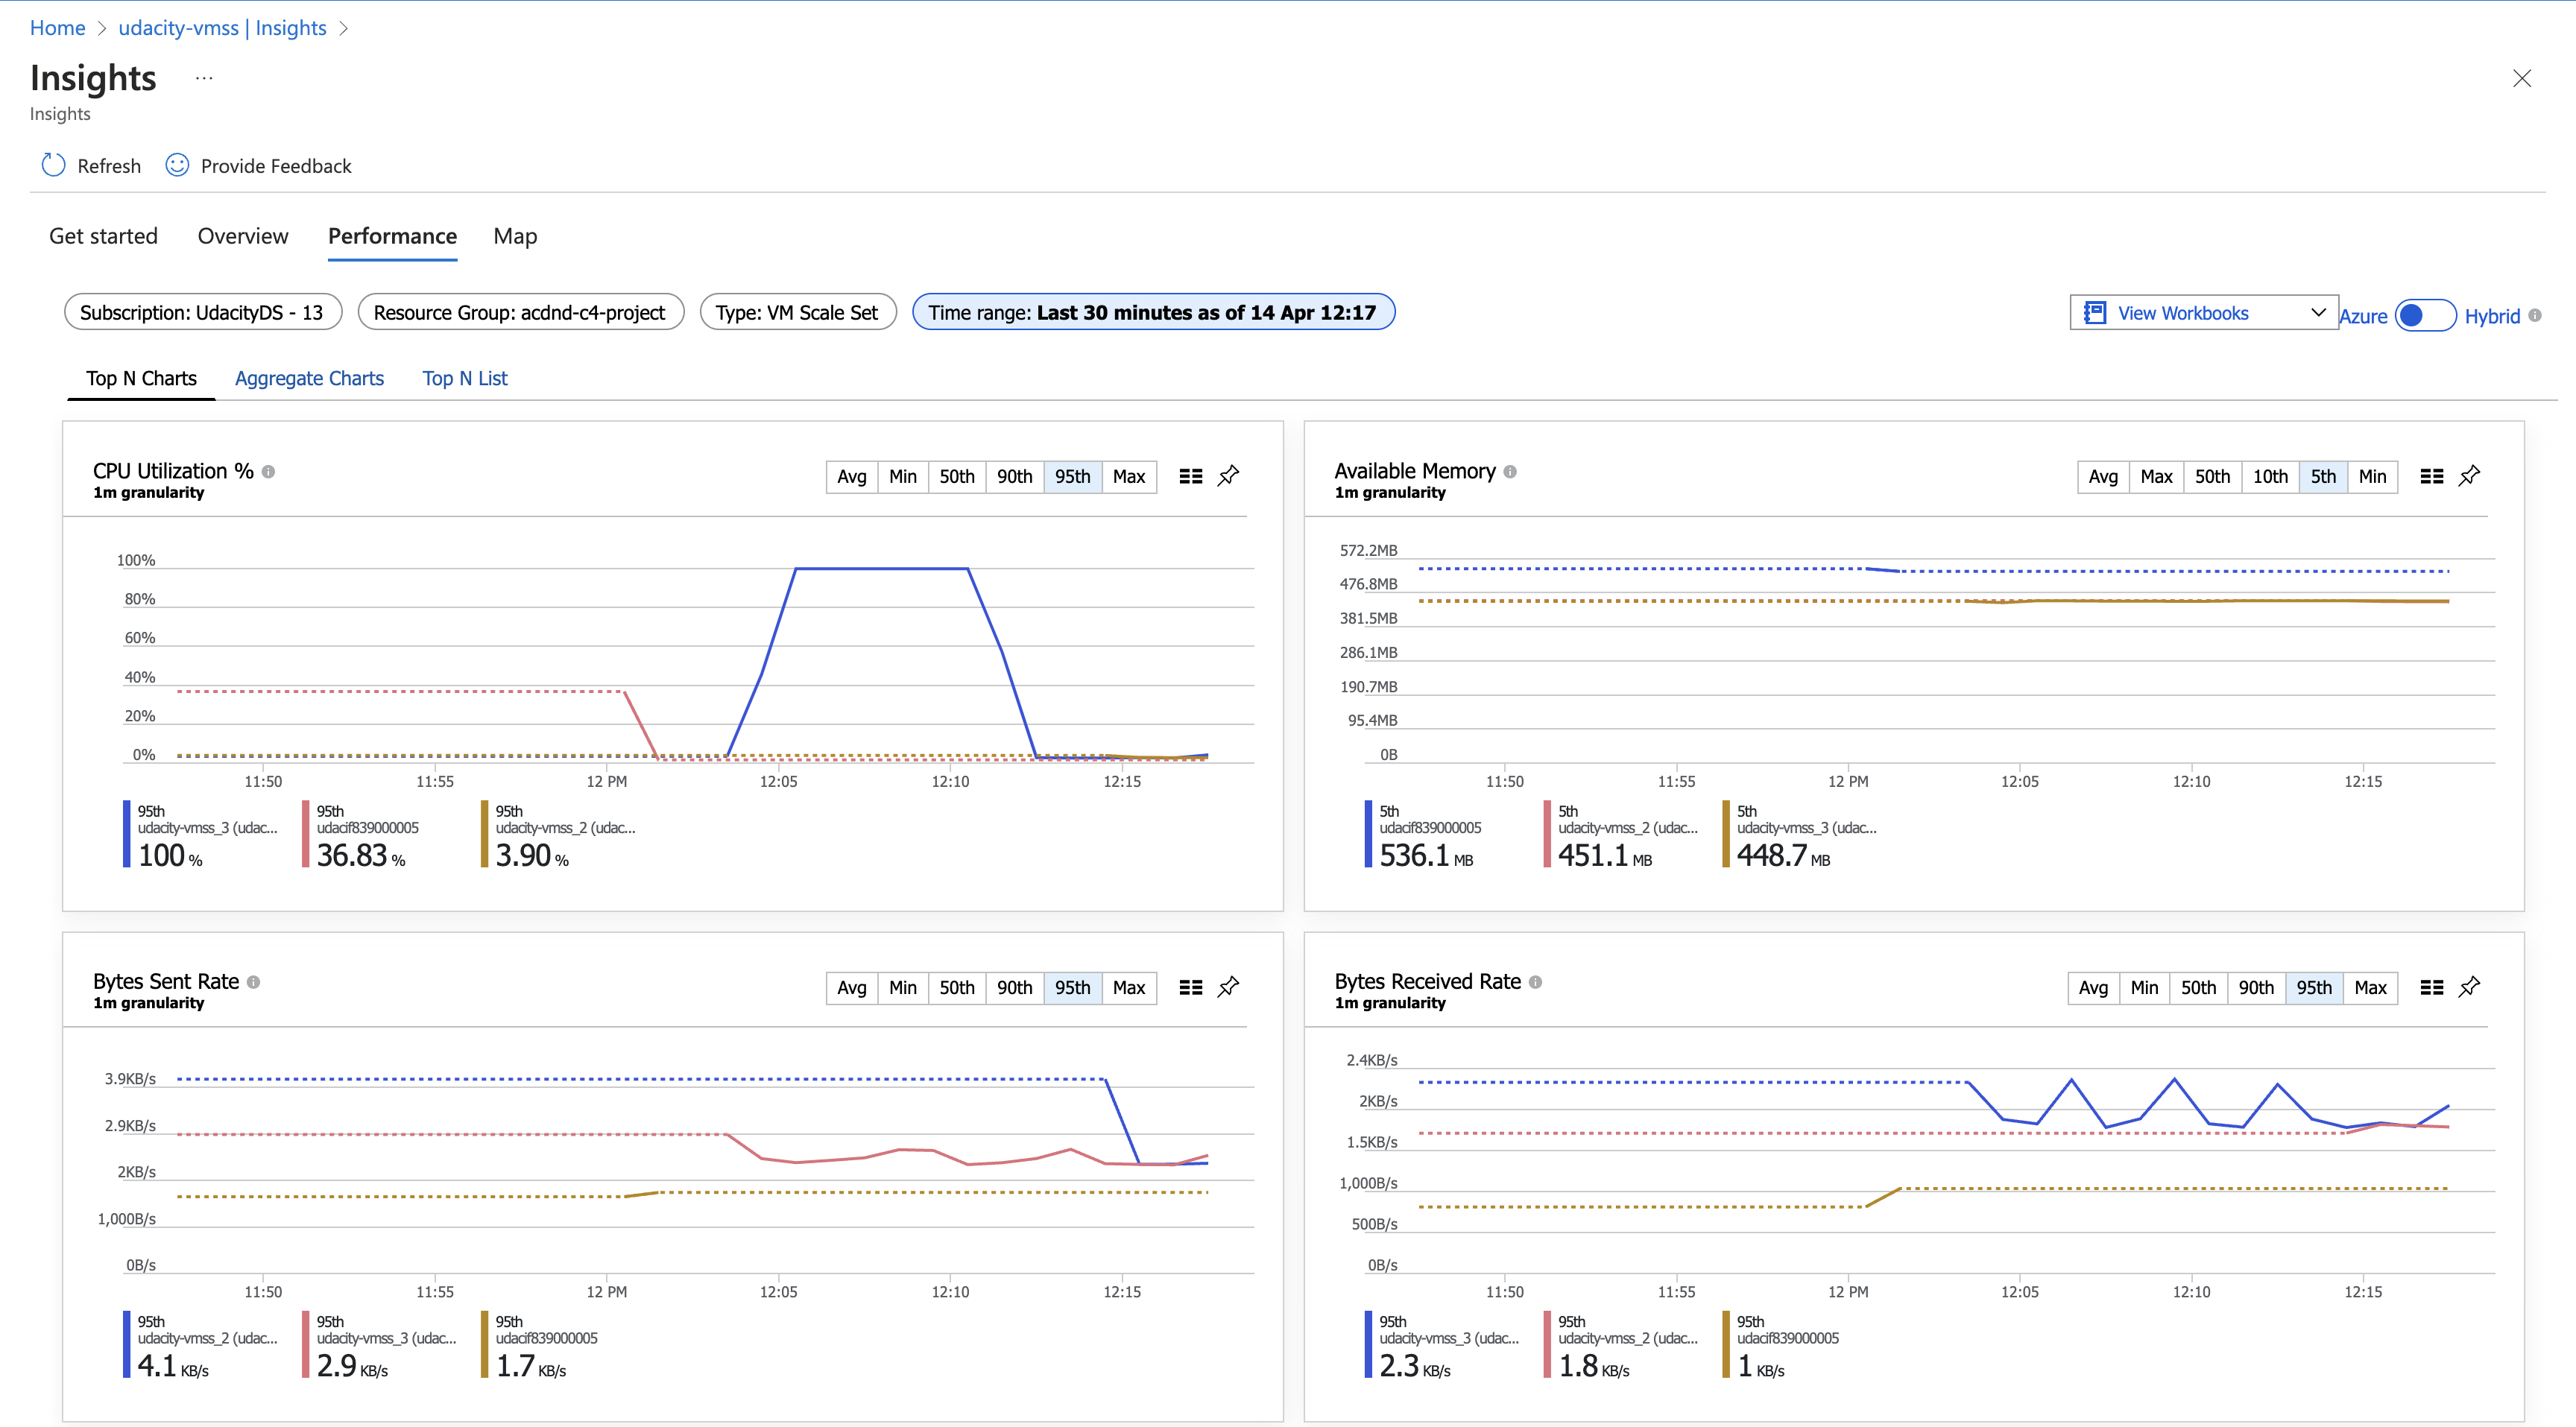 Home > udacity-vmss | Insights >
Insights ...
Insights
Refresh Provide Feedback
Get started Overview Performance Map
Subscription: UdacityDS - 13 Resource Group: acdnd-c4-project Type: VM Scale Set Time range: Last 30 minutes as of 14 Apr 12:17 View Workbooks Azure Hybrid
Top N Charts Aggregate Charts Top N List
CPU Utilization %
1m granularity
Avg Min 50th 90th 95th Max
100%
80%
60%
40%
20%
0%
11:50 11:55 12 PM 12:05 12:10 12:15
95th 95th 95th
udacity-vmss_3 (udac... udacif839000005 udacity-vmss_2 (udac...
100 % 36.83 % 3.90 %
Available Memory
1m granularity
Avg Max 50th 10th 5th Min
572.2MB
476.8MB
381.5MB
286.1MB
190.7MB
95.4MB
0B
11:50 11:55 12 PM 12:05 12:10 12:15
5th 5th 5th
udacif839000005 udacity-vmss_2 (udac... udacity-vmss_3 (udac...
536.1 MB 451.1 MB 448.7 MB
Bytes Sent Rate
1m granularity
Avg Min 50th 90th 95th Max
3.9KB/s
2.9KB/s
2KB/s
1,000B/s
0B/s
11:50 11:55 12 PM 12:05 12:10 12:15
95th 95th 95th
udacity-vmss_2 (udac... udacity-vmss_3 (udac... udacif839000005
4.1 KB/s 2.9 KB/s 1.7 KB/s
Bytes Received Rate
1m granularity
Avg Min 50th 90th 95th Max
2.4KB/s
2KB/s
1.5KB/s
1,000B/s
500B/s
0B/s
11:50 11:55 12 PM 12:05 12:10 12:15
95th 95th 95th
udacity-vmss_3 (udac... udacity-vmss_2 (udac... udacif839000005
2.3 KB/s 1.8 KB/s 1 KB/s